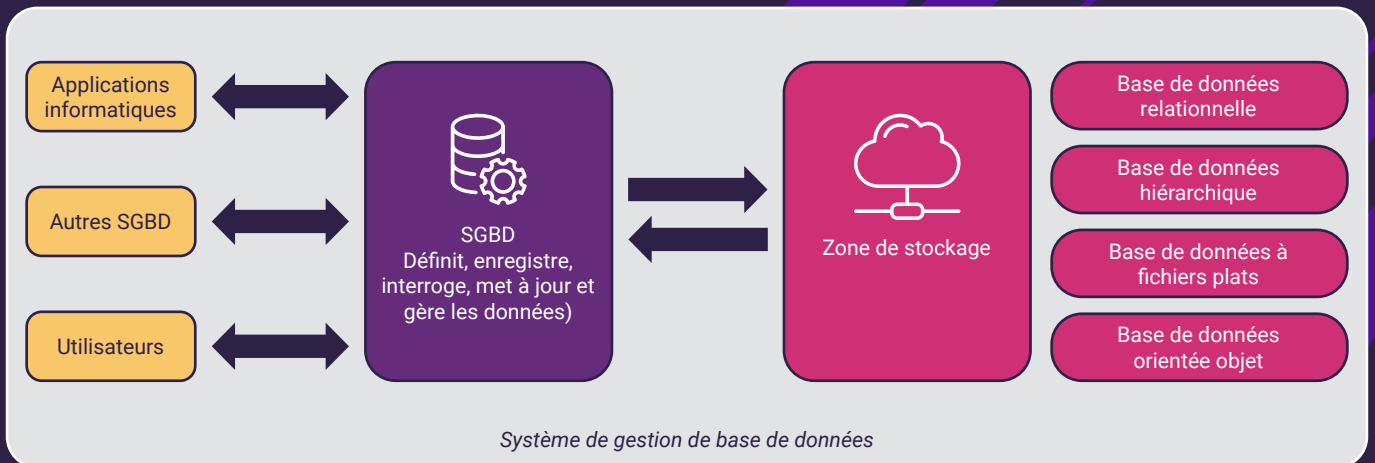 Applications
informatiques
Autres SGBD
Utilisateurs
SGBD
Définit, enregistre,
interroge, met à jour et
gère les données)
Zone de stockage
Base de données
relationnelle
Base de données
hiérarchique
Base de données à
fichiers plats
Base de données
orientée objet
Système de gestion de base de données